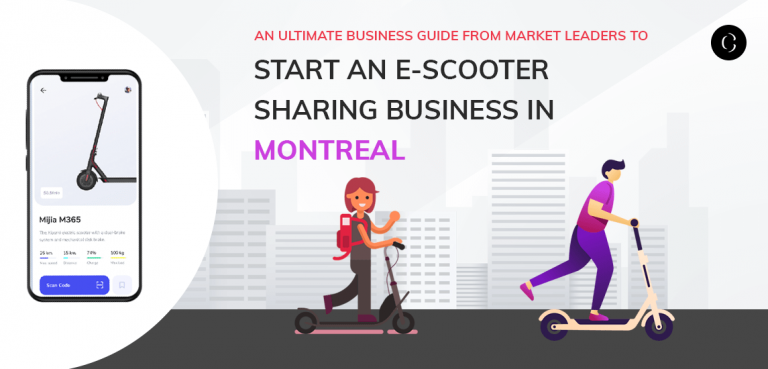 AN ULTIMATE BUSINESS GUIDE FROM MARKET LEADERS TO
START AN E-SCOOTER
SHARING BUSINESS IN
MONTREAL
Mijia M365
Scan Code